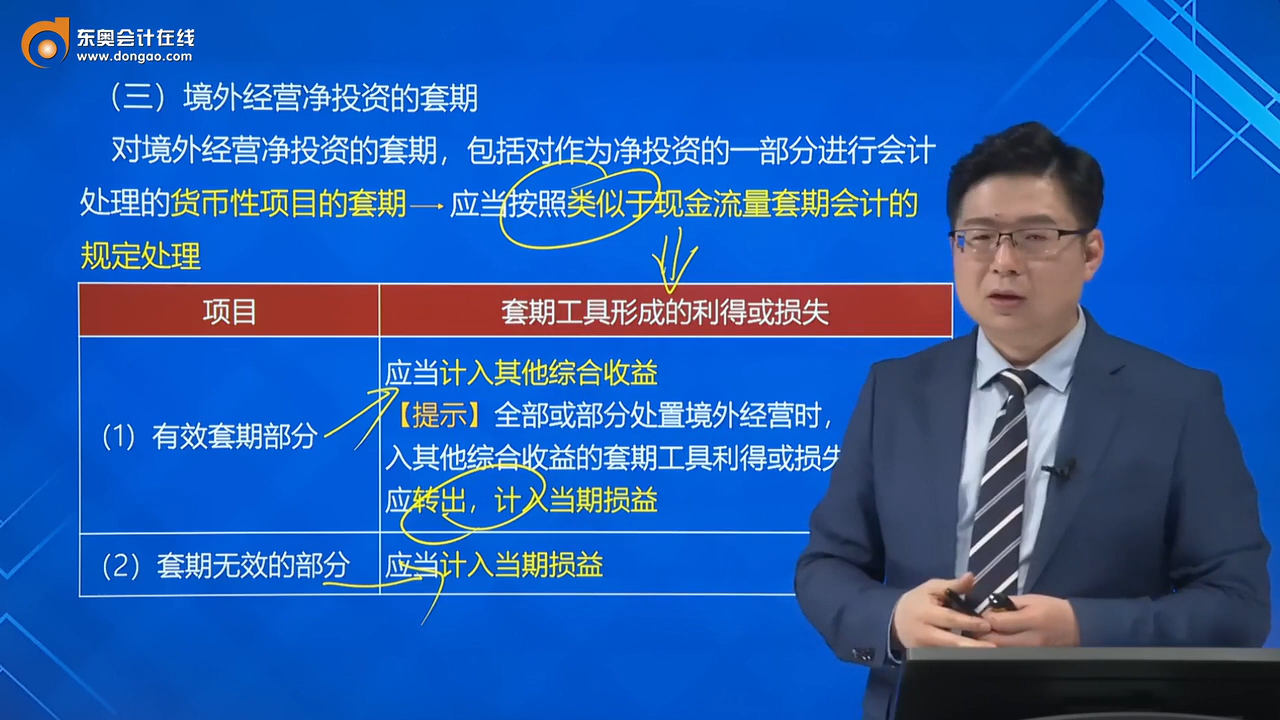 东奥会计在线
www.dongao.com
（三）境外经营净投资的套期
对境外经营净投资的套期，包括对作为净投资的一部分进行会计
处理的货币性项目的套期→应当按照类似于现金流量套期会计的
规定处理
项目
套期工具形成的利得或损失
应当计入其他综合收益
【提示】全部或部分处置境外经营时，
（1）有效套期部分
入其他综合收益的套期工具利得或损失
应转出，计入当期损益
（2）套期无效的部分
应当计入当期损益